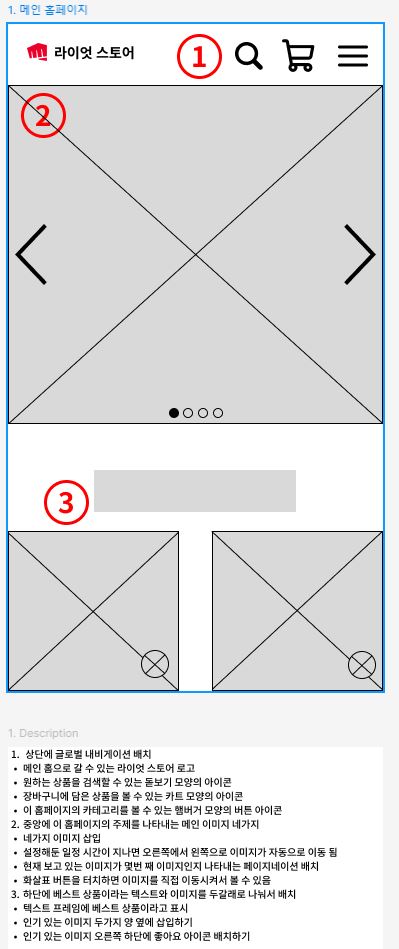 1. 메인 홈페이지
라이엇 스토어
1
2
3
1. Description
1. 상단에 글로벌 내비게이션 배치
• 메인 홈으로 갈 수 있는 라이엇 스토어 로고
• 원하는 상품을 검색할 수 있는 돋보기 모양의 아이콘
• 장바구니에 담은 상품을 볼 수 있는 카트 모양의 아이콘
• 이 홈페이지의 카테고리를 볼 수 있는 햄버거 모양의 버튼 아이콘
2. 중앙에 이 홈페이지의 주제를 나타내는 메인 이미지 네가지
• 네가지 이미지 삽입
• 설정해둔 일정 시간이 지나면 오른쪽에서 왼쪽으로 이미지가 자동으로 이동 됨
• 현재 보고 있는 이미지가 몇번 째 이미지인지 나타내는 페이지네이션 배치
• 화살표 버튼을 터치하면 이미지를 직접 이동시켜서 볼 수 있음
3. 하단에 베스트 상품이라는 텍스트와 이미지를 두갈래로 나눠서 배치
• 텍스트 프레임에 베스트 상품이라고 표시
• 인기 있는 이미지 두가지 양 옆에 삽입하기
• 인기 있는 이미지 오른쪽 하단에 좋아요 아이콘 배치하기